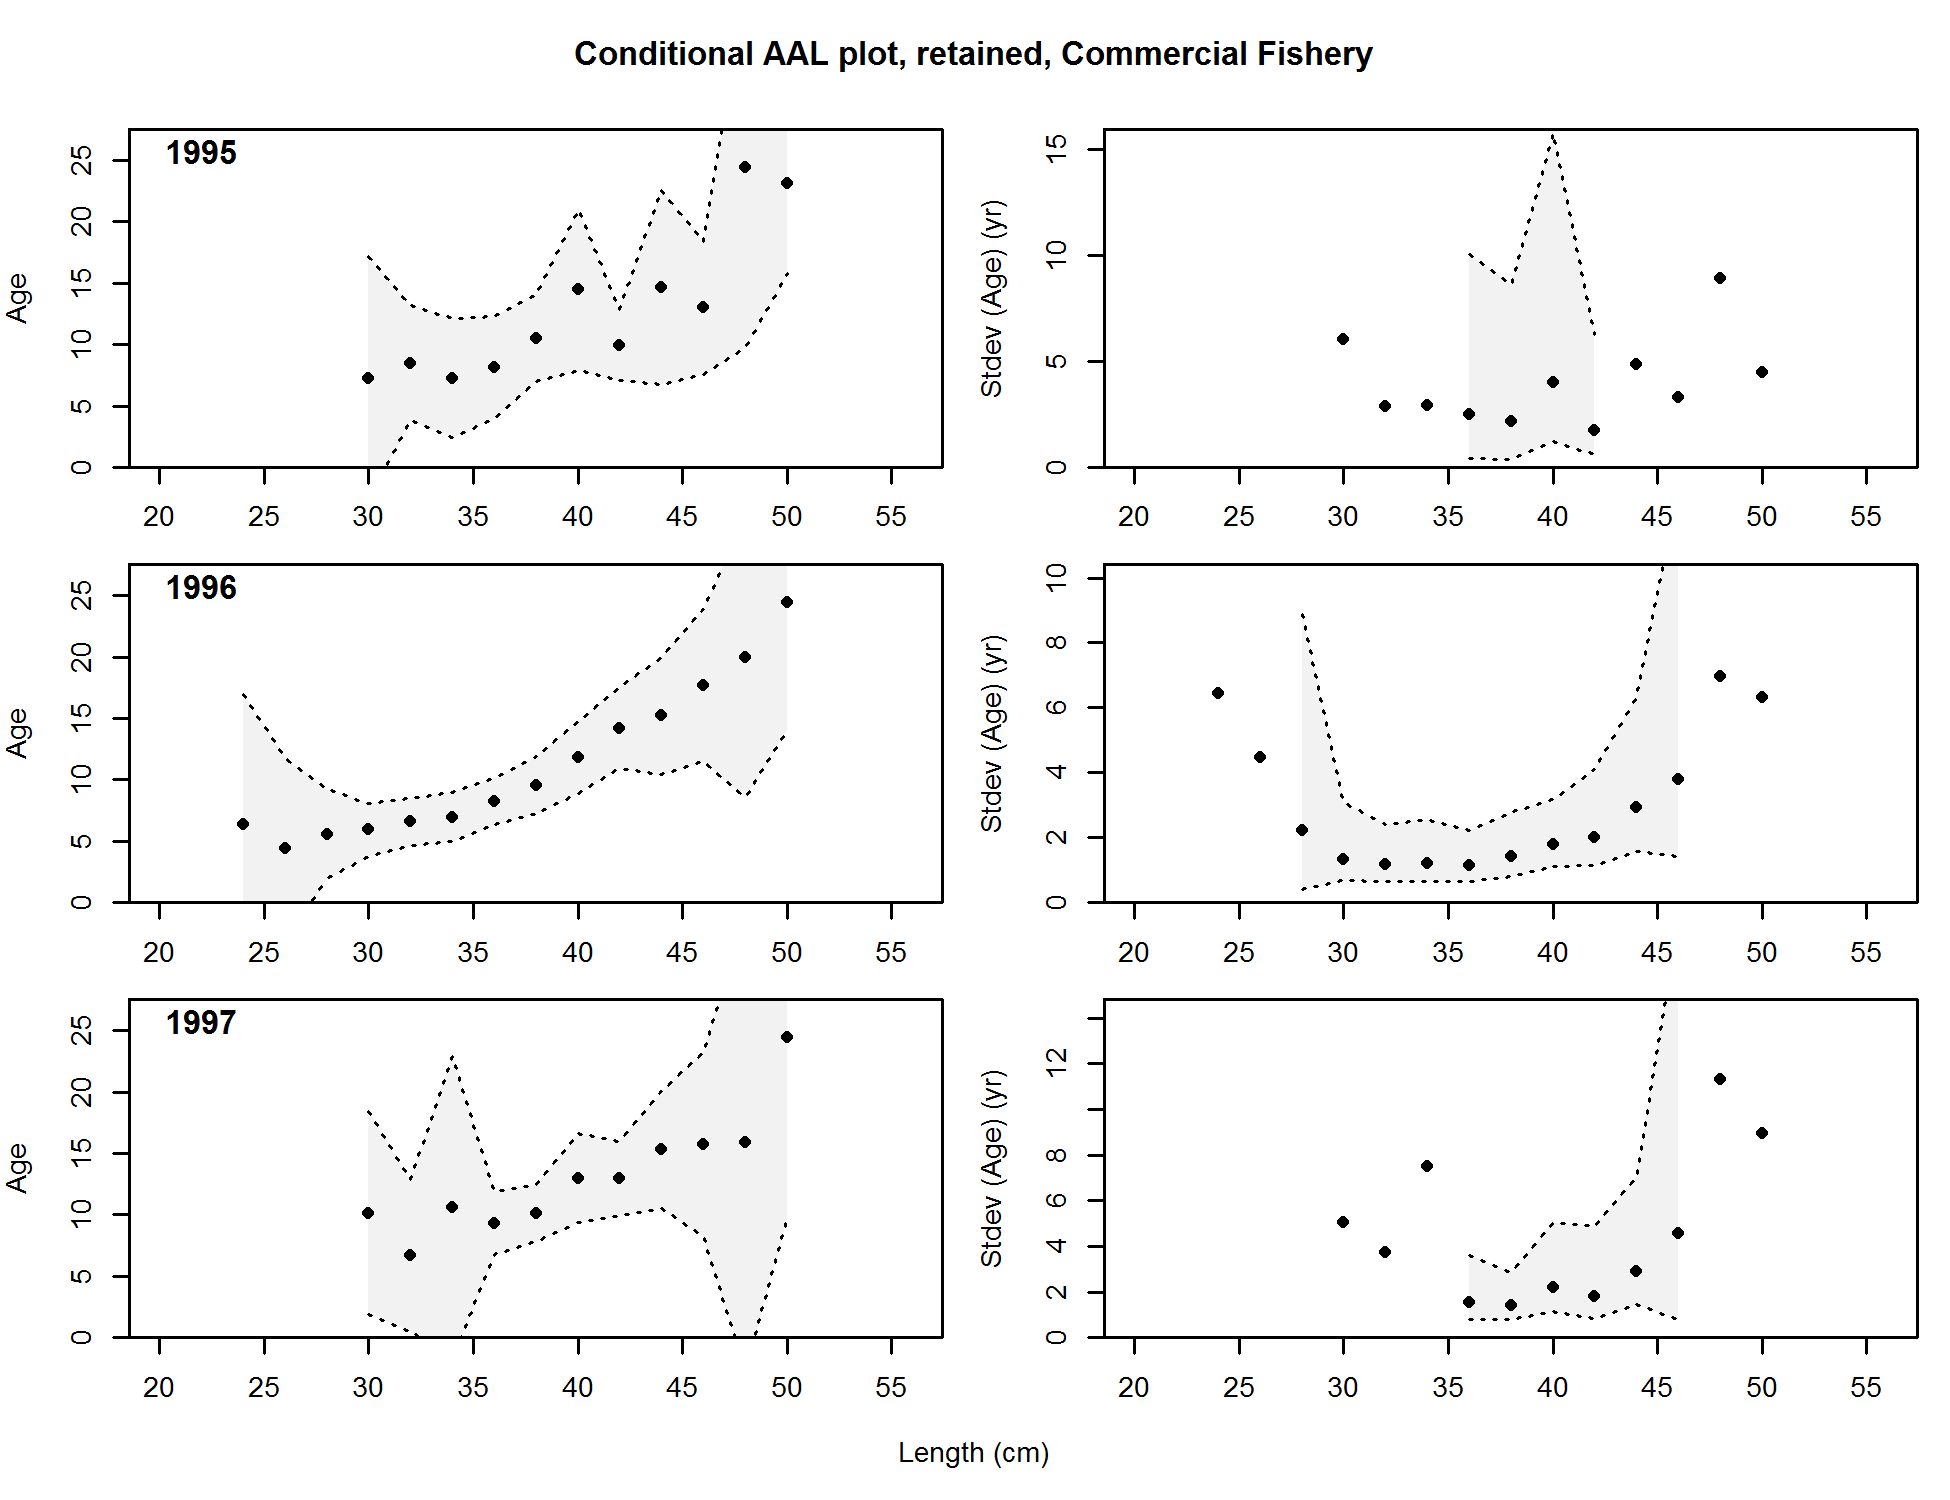 Conditional AAL plot, retained, Commercial Fishery
1995
Age
0 5 10 15 20 25
20 25 30 35 40 45 50 55
Stdev (Age) (yr)
0 5 10 15
20 25 30 35 40 45 50 55
1996
Age
0 5 10 15 20 25
20 25 30 35 40 45 50 55
Stdev (Age) (yr)
0 2 4 6 8 10
20 25 30 35 40 45 50 55
1997
Age
0 5 10 15 20 25
20 25 30 35 40 45 50 55
Stdev (Age) (yr)
0 2 4 6 8 12
20 25 30 35 40 45 50 55
Length (cm)